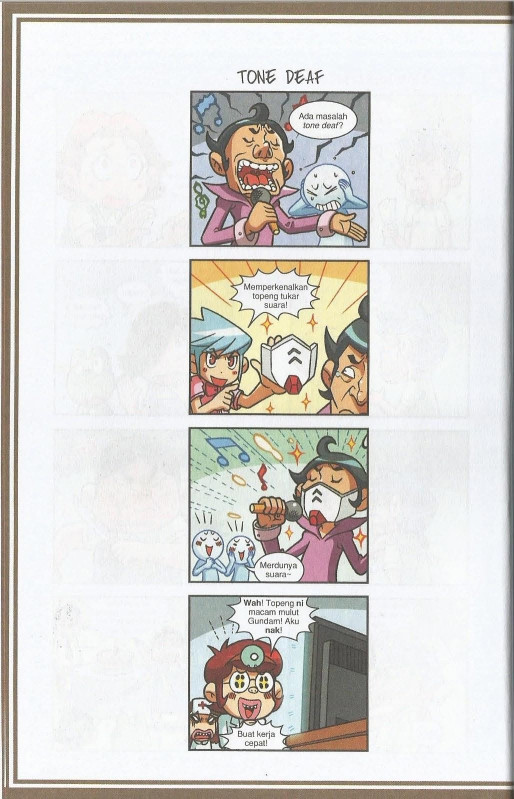 TONE DEAF
Ada masalah
tone deaf?
Memperkenalkan
topeng tukar
suara!
Merdunya
suara~
Wah! Topeng ni
macam mulut
Gundam! Aku
nak!
Buat kerja
cepat!